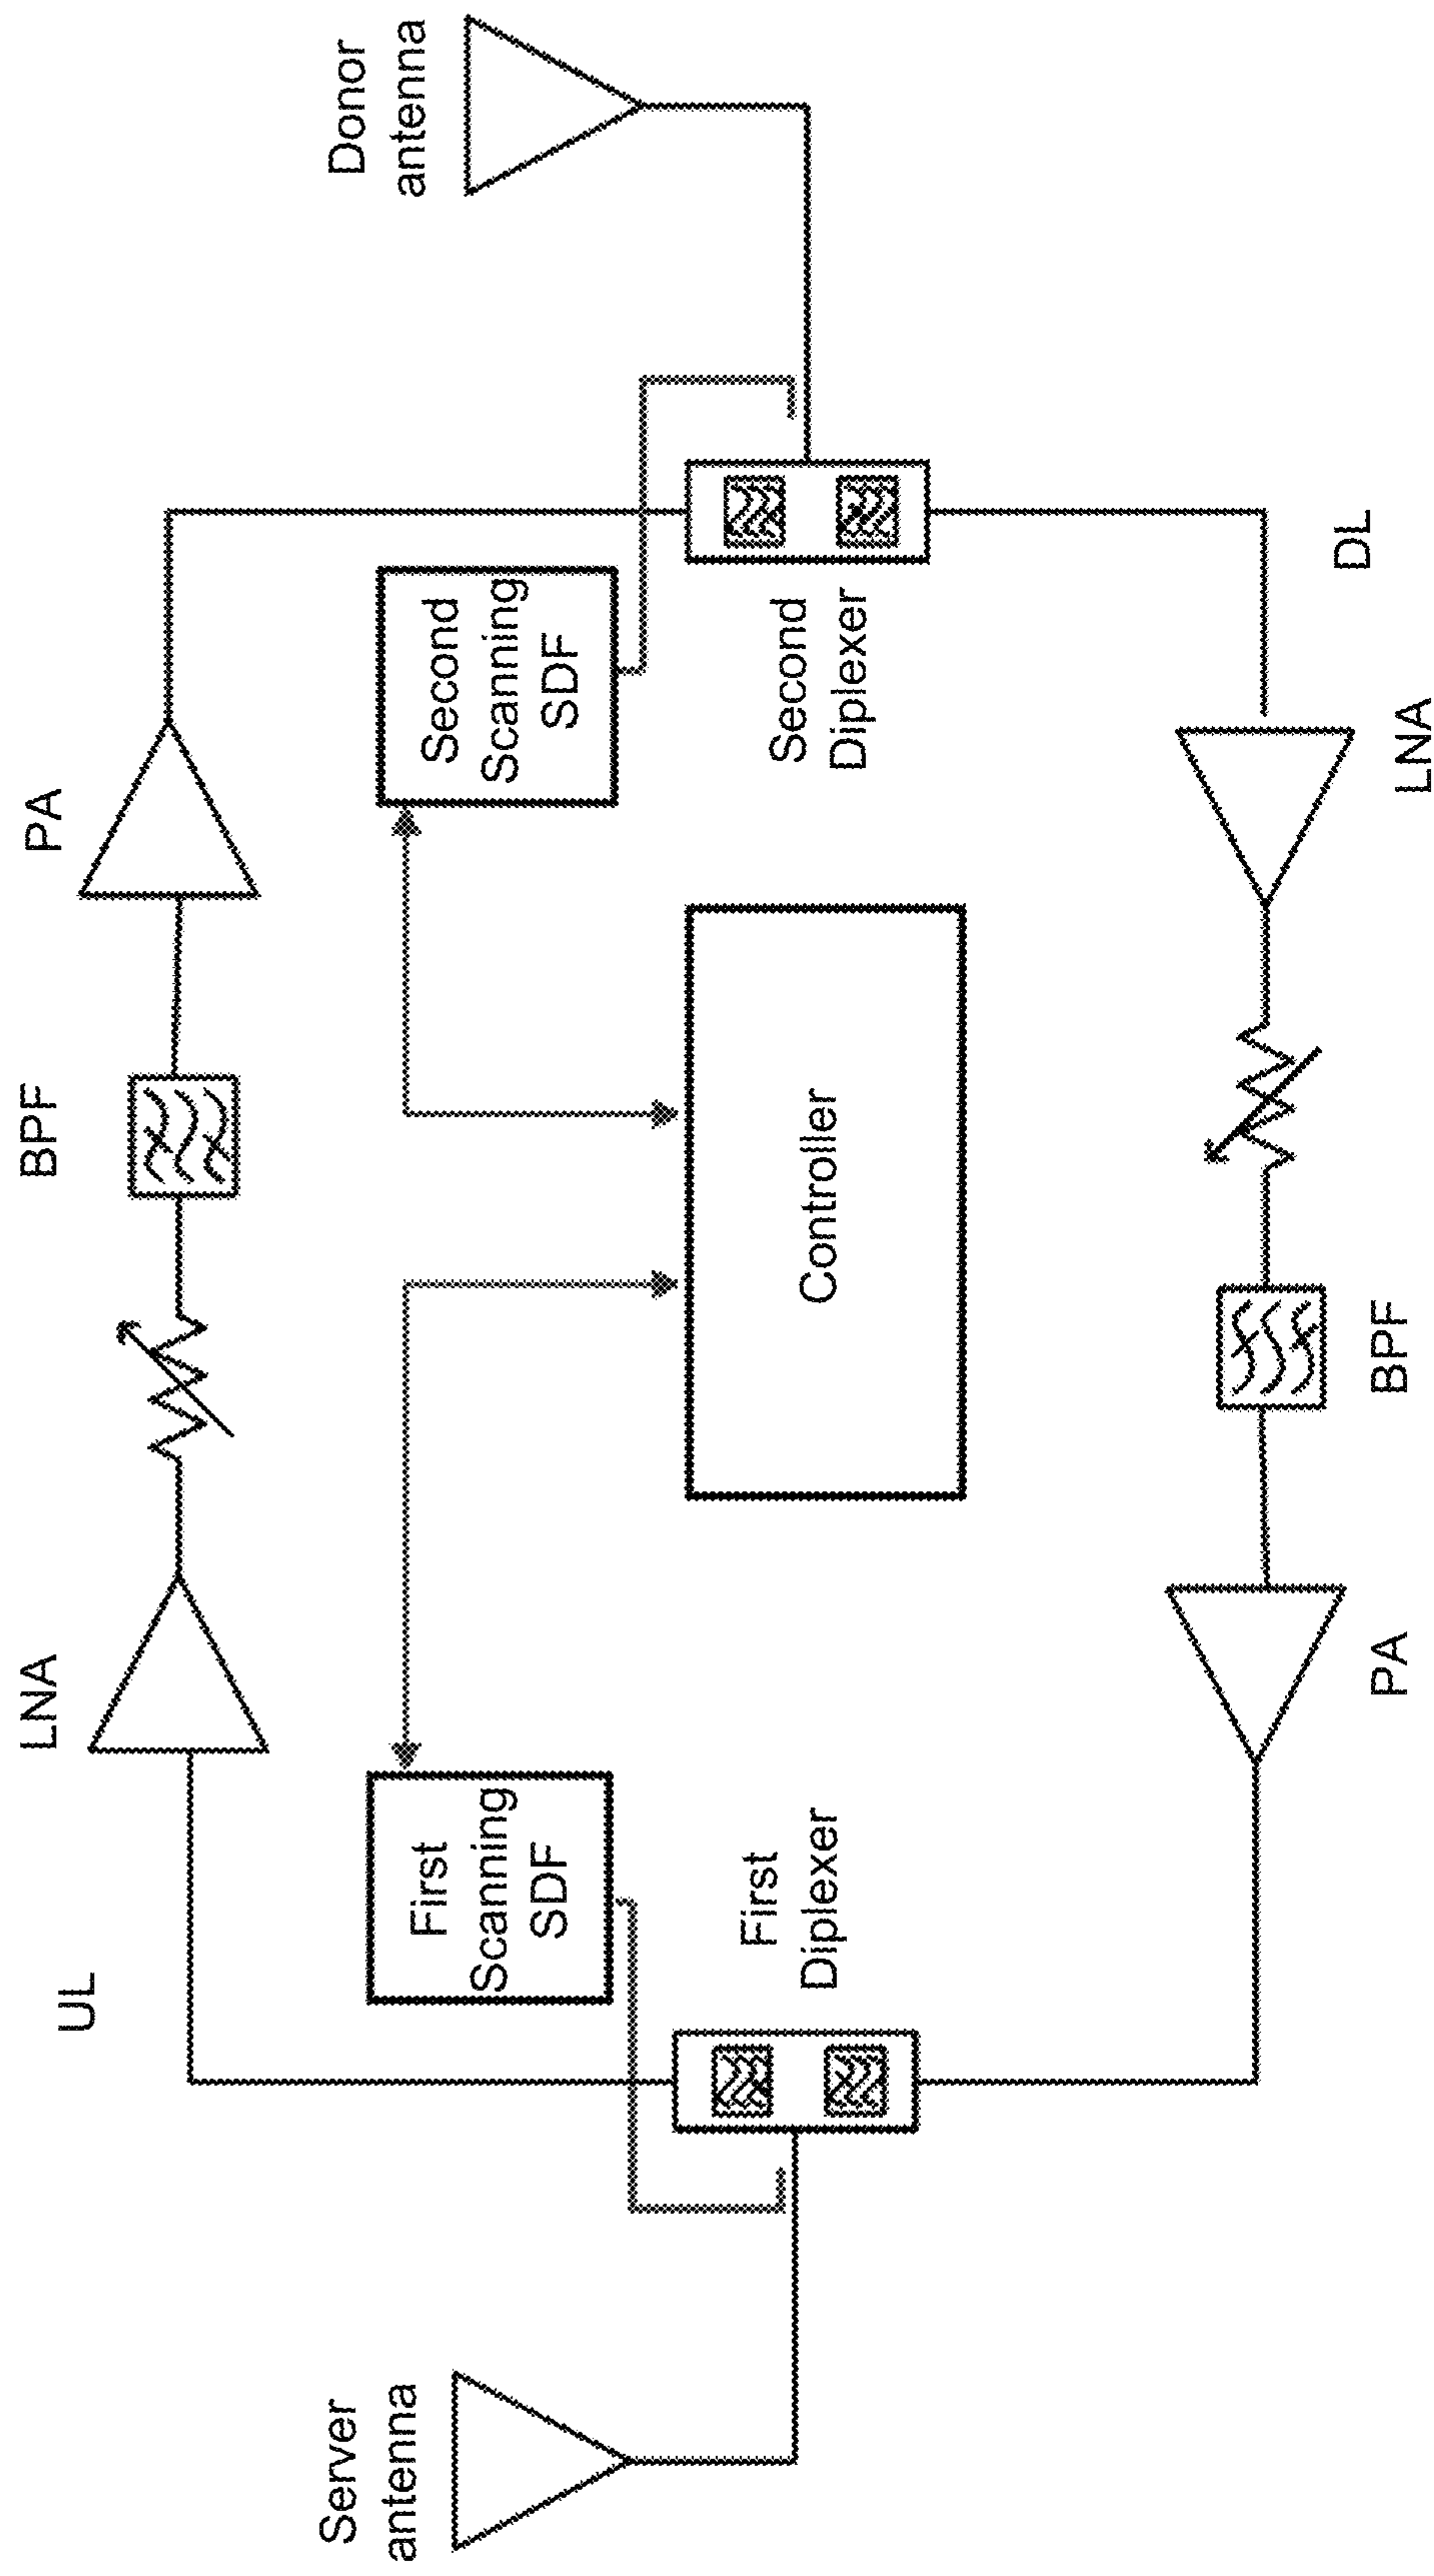 UL
LNA
BPF
PA
Server
antenna
First
Scanning
SDF
Second
Scanning
SDF
Donor
antenna
First
Diplexer
Controller
Second
Diplexer
PA
BPF
LNA
DL